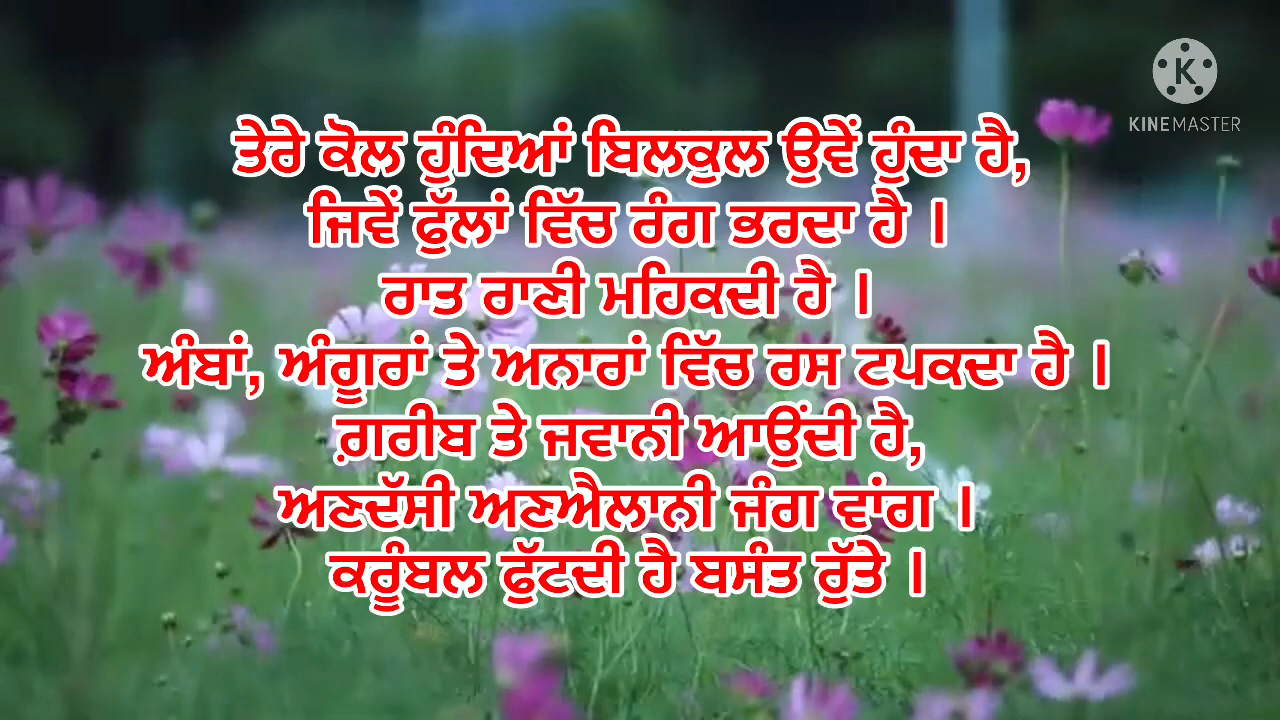 KINEMASTER
ਤੇਰੇ ਕੋਲ ਹੁੰਦਿਆਂ ਬਿਲਕੁਲ ਉਵੇਂ ਹੁੰਦਾ ਹੈ,
ਜਿਵੇਂ ਫੁੱਲਾਂ ਵਿੱਚ ਰੰਗ ਭਰਦਾ ਹੈ ।
ਰਾਤ ਰਾਣੀ ਮਹਿਕਦੀ ਹੈ ।
ਅੰਬਾਂ, ਅੰਗੂਰਾਂ ਤੇ ਅਨਾਰਾਂ ਵਿੱਚ ਰਸ ਟਪਕਦਾ ਹੈ ।
ਗ਼ਰੀਬ ਤੇ ਜਵਾਨੀ ਆਉਂਦੀ ਹੈ,
ਅਣਦੱਸੀ ਅਣਐਲਾਨੀ ਜੰਗ ਵਾਂਗ ।
ਕਰੂੰਬਲ ਫੁੱਟਦੀ ਹੈ ਬਸੰਤ ਰੁੱਤੇ ।